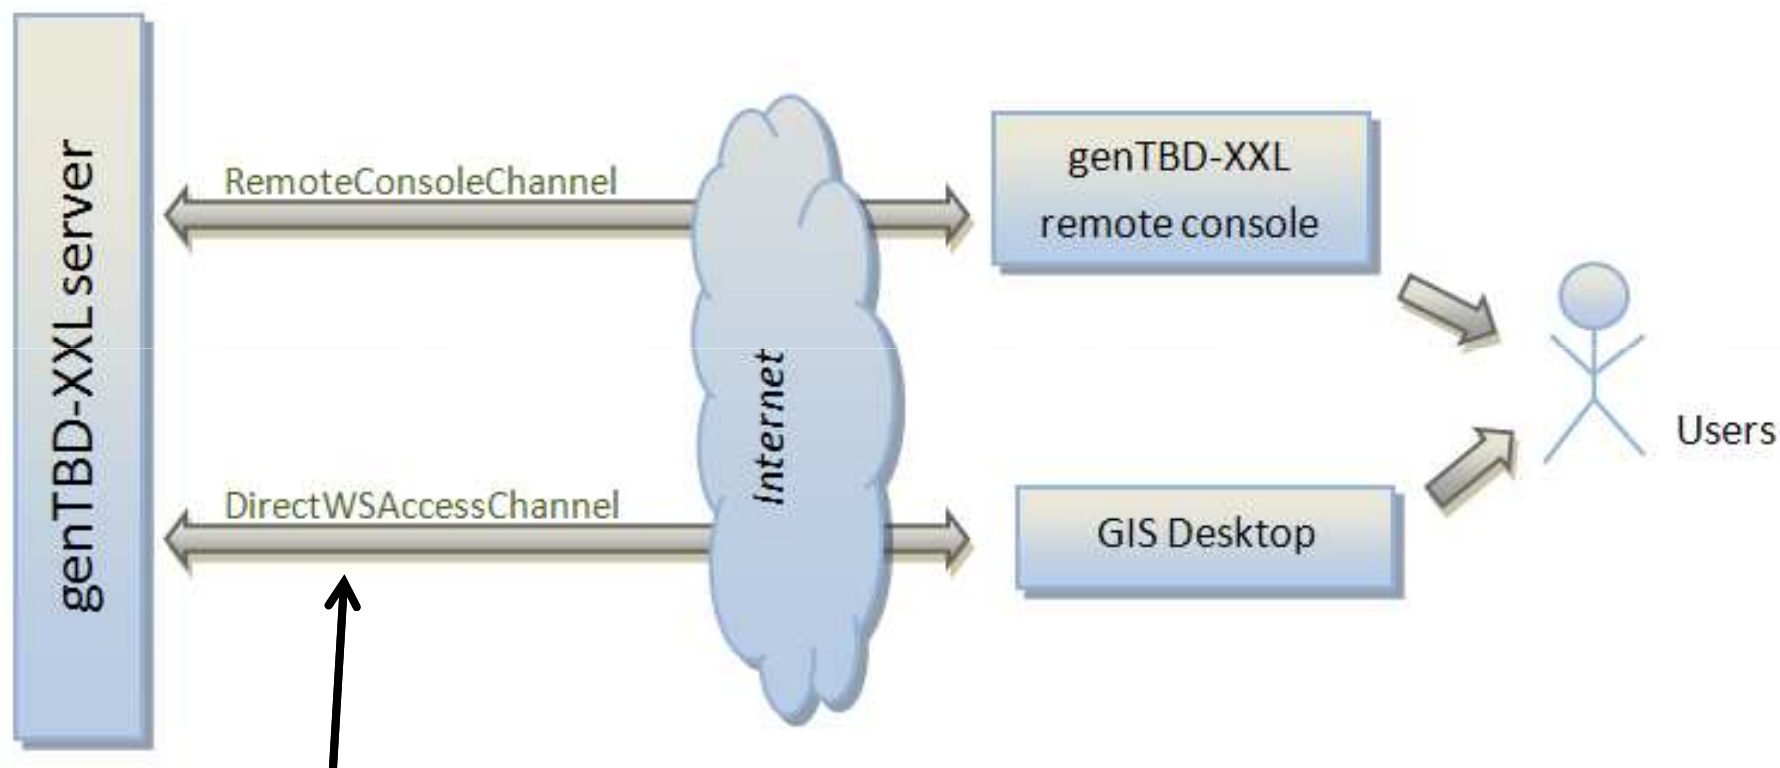 genTBD-XXL server
RemoteConsoleChannel
genTBD-XXL
remote console
Internet
Users
DirectWSAccessChannel
GIS Desktop